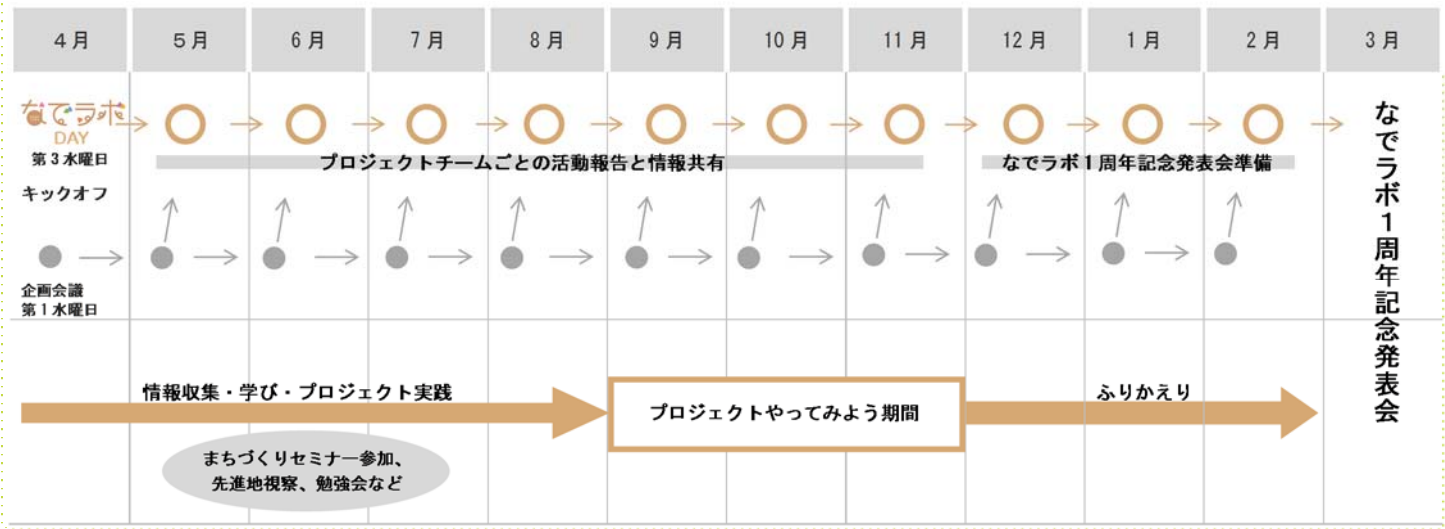 4月
5月
6月
7月
8月
9月
10月
11月
12月
1月
2月
3月
なでラボ
DAY
第3水曜日
プロジェクトチームごとの活動報告と情報共有
なでラボ1周年記念発表会準備
キックオフ
企画会議
第1水曜日
なでラボ1周年記念発表会
情報収集・学び・プロジェクト実践
プロジェクトやってみよう期間
ふりかえり
まちづくりセミナー参加、
先進地視察、勉強会など